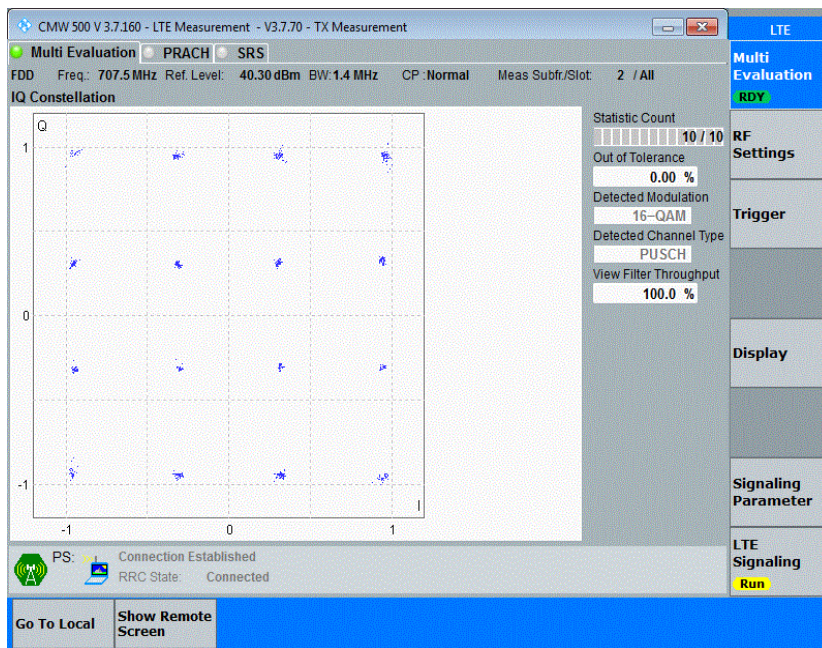 CMW 500 V 3.7.160 - LTE Measurement - V3.7.70 - TX Measurement
LTE
Multi Evaluation PRACH SRS
Multi
Evaluation
RDY
FDD Freq.: 707.5 MHz Ref. Level: 40.30 dBm BW: 1.4 MHz CP : Normal Meas Subfr./Slot: 2 / All
IQ Constellation
Q
1
0
-1
-1 0 1
I
Statistic Count
10 / 10
Out of Tolerance
0.00 %
Detected Modulation
16-QAM
Detected Channel Type
PUSCH
View Filter Throughput
100.0 %
RF
Settings
Trigger
Display
Signaling
Parameter
LTE
Signaling
Run
PS: Connection Established
RRC State: Connected
Go To Local
Show Remote
Screen